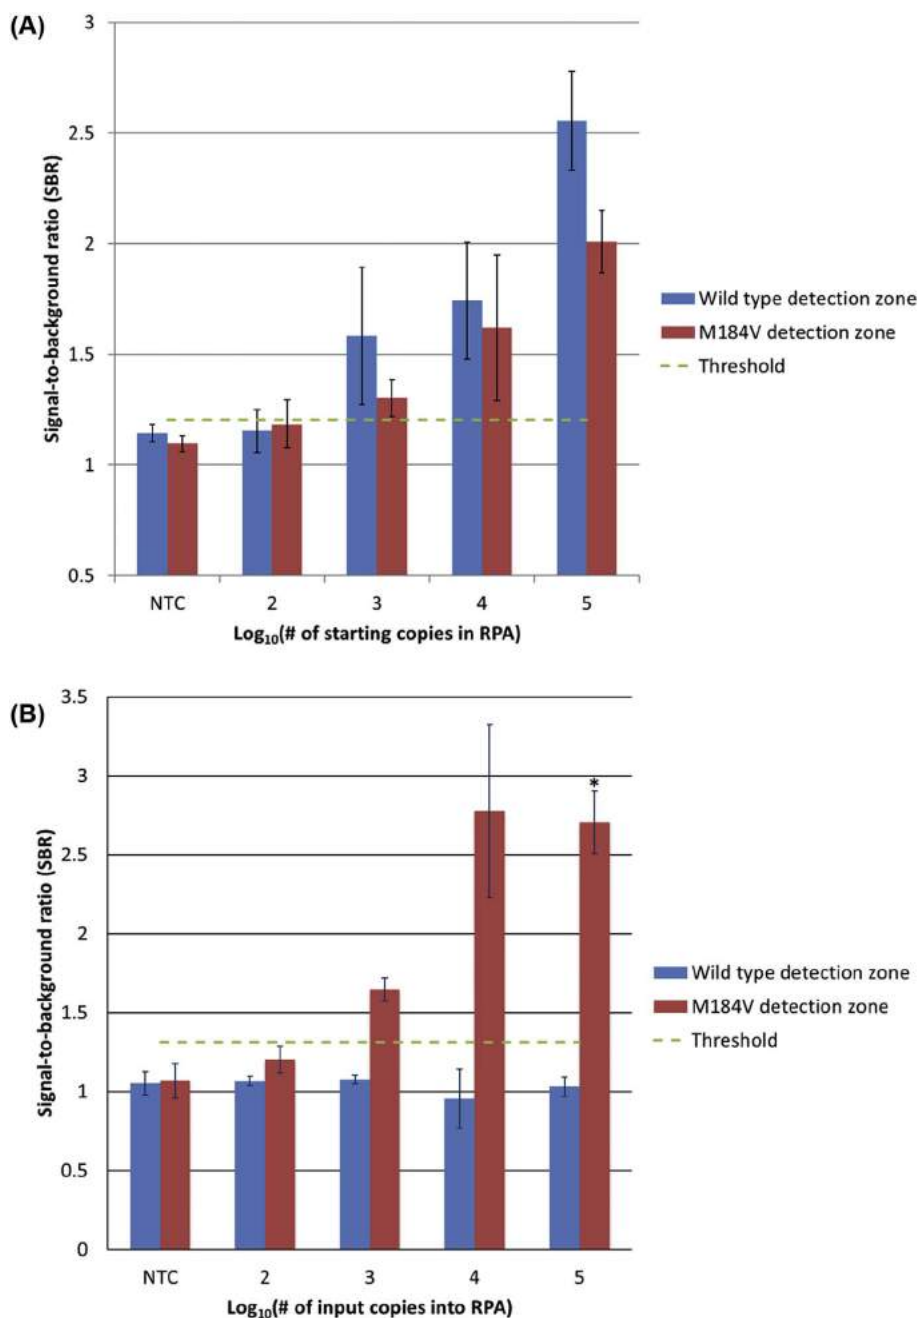 (A)
3
2.5
2
1.5
1
0.5
Signal-to-background ratio (SBR)
NTC 2 3 4 5
Log10(# of starting copies in RPA)
Wild type detection zone
M184V detection zone
Threshold
(B)
3.5
3
2.5
2
1.5
1
0.5
0
Signal-to-background ratio (SBR)
*
NTC 2 3 4 5
Log10(# of input copies into RPA)
Wild type detection zone
M184V detection zone
Threshold